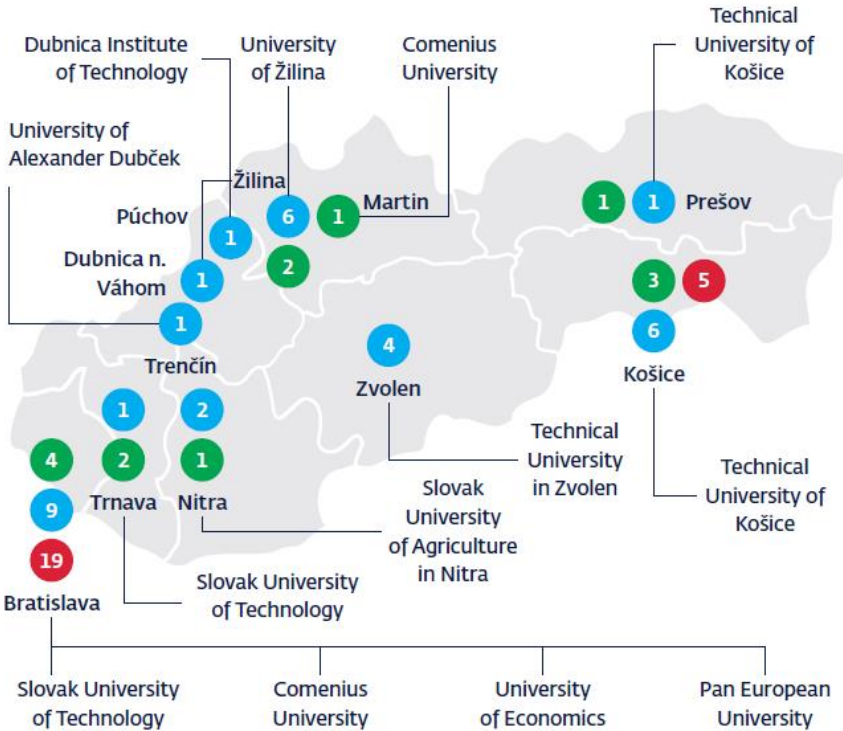 Dubnica Institute
of Technology
University
of Žilina
Comenius
University
Technical
University of
Košice
University of
Alexander Dubček
Žilina
Púchov
6
1
Martin
1
1
Prešov
1
2
Dubnica n.
Váhom
1
3
5
1
4
6
Trenčín
Zvolen
Košice
1
2
4
2
1
Trnava
Nitra
9
19
Bratislava
Technical
University
in Zvolen
Technical
University of
Košice
Slovak
University
of Agriculture
in Nitra
Slovak University
of Technology
Slovak University
of Technology
Comenius
University
University
of Economics
Pan European
University